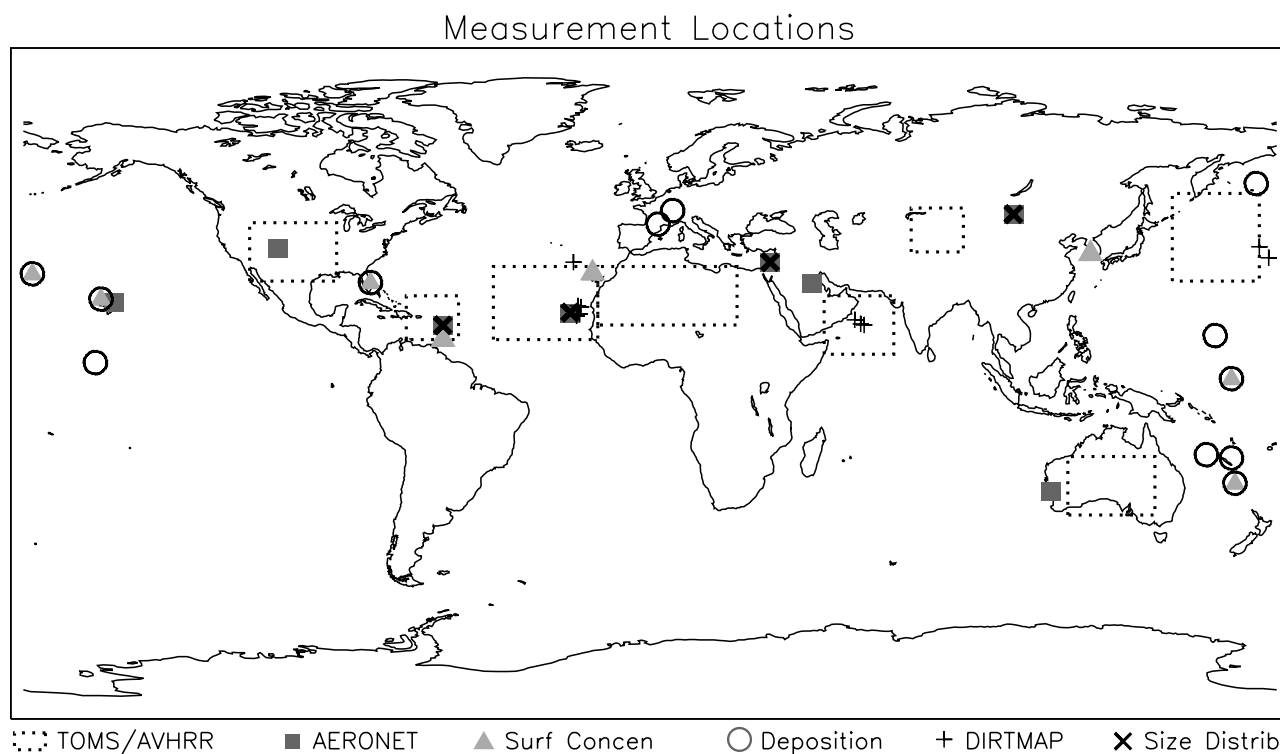 Measurement Locations
TOMS/AVHRR AERONET Surf Concen Deposition DIRTMAP Size Distrib